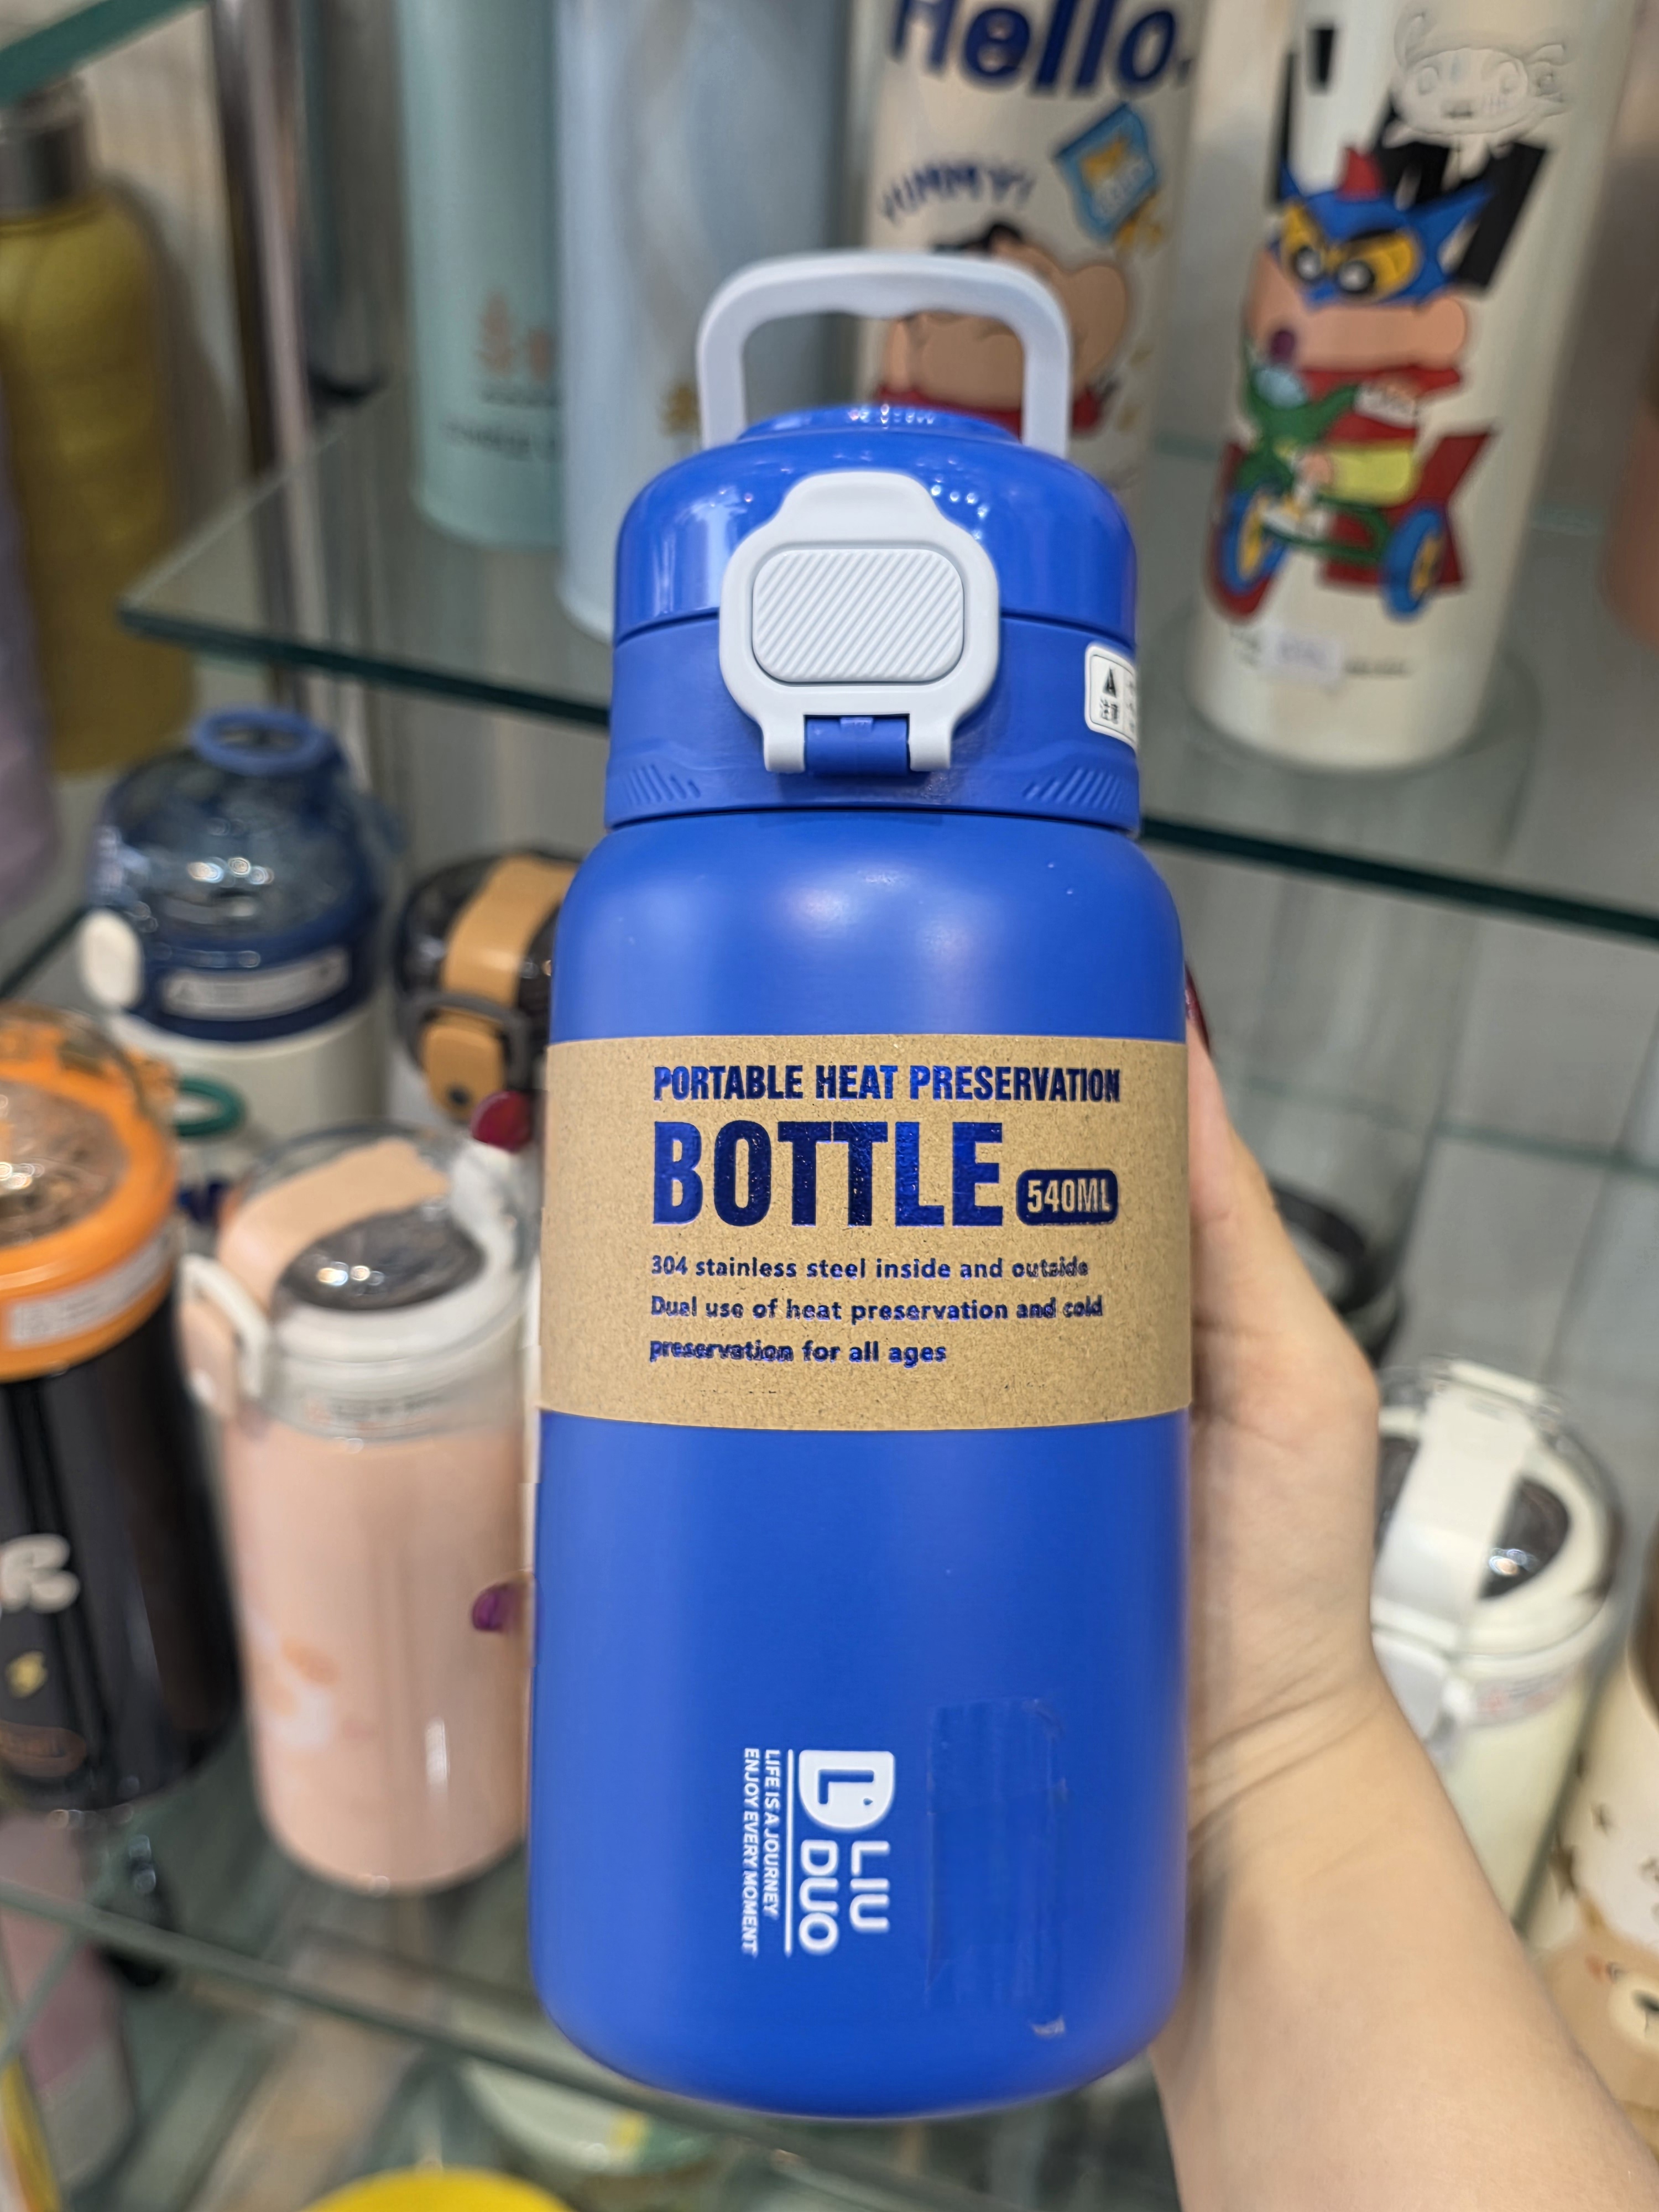 Hello.
YUMMY!
PORTABLE HEAT PRESERVATION
BOTTLE 540ML
304 stainless steel inside and outside
Dual use of heat preservation and cold
preservation for all ages
LIU
DUO
LIFE IS A JOURNEY
ENJOY EVERY MOMENT